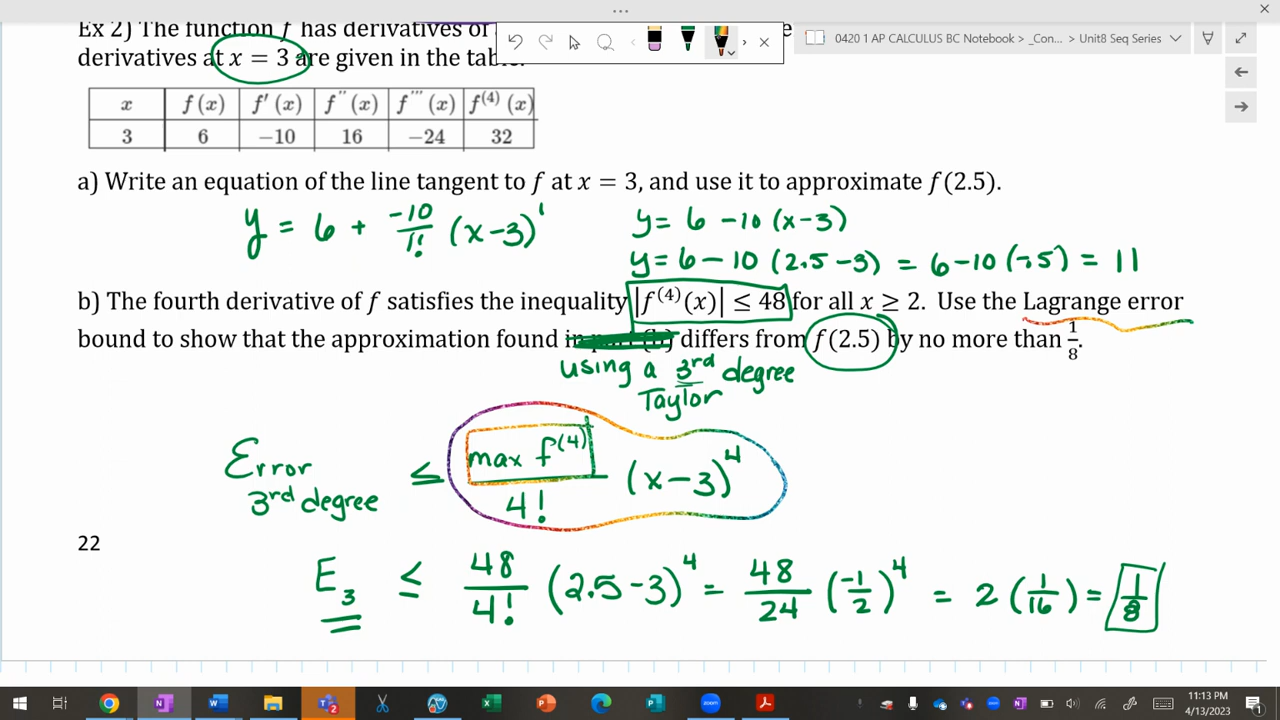 Ex 2) The function f has derivatives of
derivatives at x = 3 are given in the table.
0420 1 AP CALCULUS BC Notebook > _Con... > Unit8 Seq Series
x f(x) f'(x) f''(x) f'''(x) f⁽⁴⁾(x)
3 6 −10 16 −24 32
a) Write an equation of the line tangent to f at x = 3, and use it to approximate f(2.5).
y = 6 + -10/1! (x-3)¹
y = 6 -10 (x-3)
y = 6 - 10 (2.5 - 3) = 6 -10 (-.5) = 11
b) The fourth derivative of f satisfies the inequality |f⁽⁴⁾(x)| ≤ 48 for all x ≥ 2. Use the Lagrange error
bound to show that the approximation found in part (b) differs from f(2.5) by no more than 1/8.
using a 3rd degree
Taylor
Error 3rd degree ≤ max f⁽⁴⁾/4! (x-3)⁴
22
E₃ ≤ 48/4! (2.5-3)⁴ = 48/24 (-1/2)⁴ = 2 (1/16) = 1/8
11:13 PM
4/13/2023